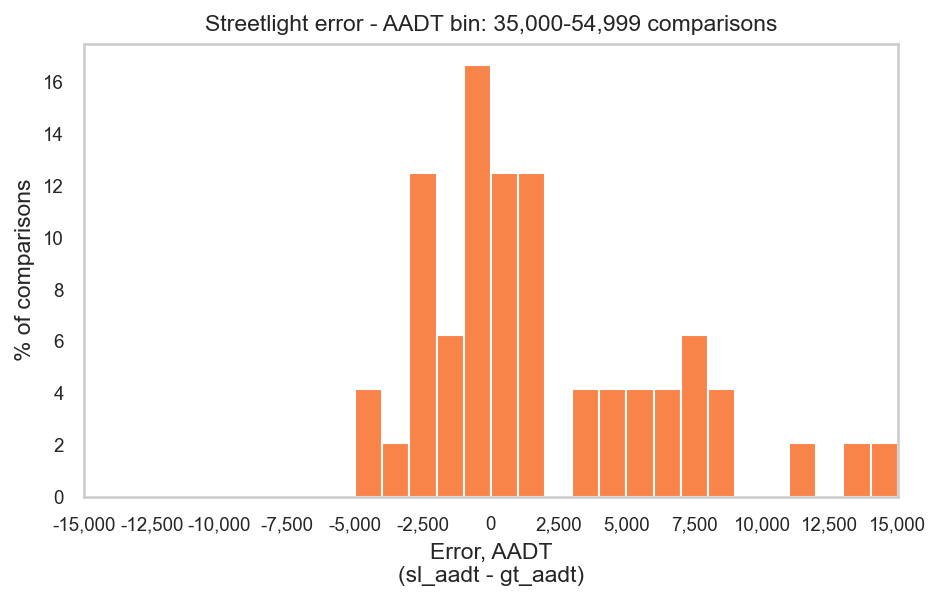 Streetlight error - AADT bin: 35,000-54,999 comparisons
% of comparisons
16
14
12
10
8
6
4
2
0
-15,000 -12,500 -10,000 -7,500 -5,000 -2,500 0 2,500 5,000 7,500 10,000 12,500 15,000
Error, AADT
(sl_aadt - gt_aadt)